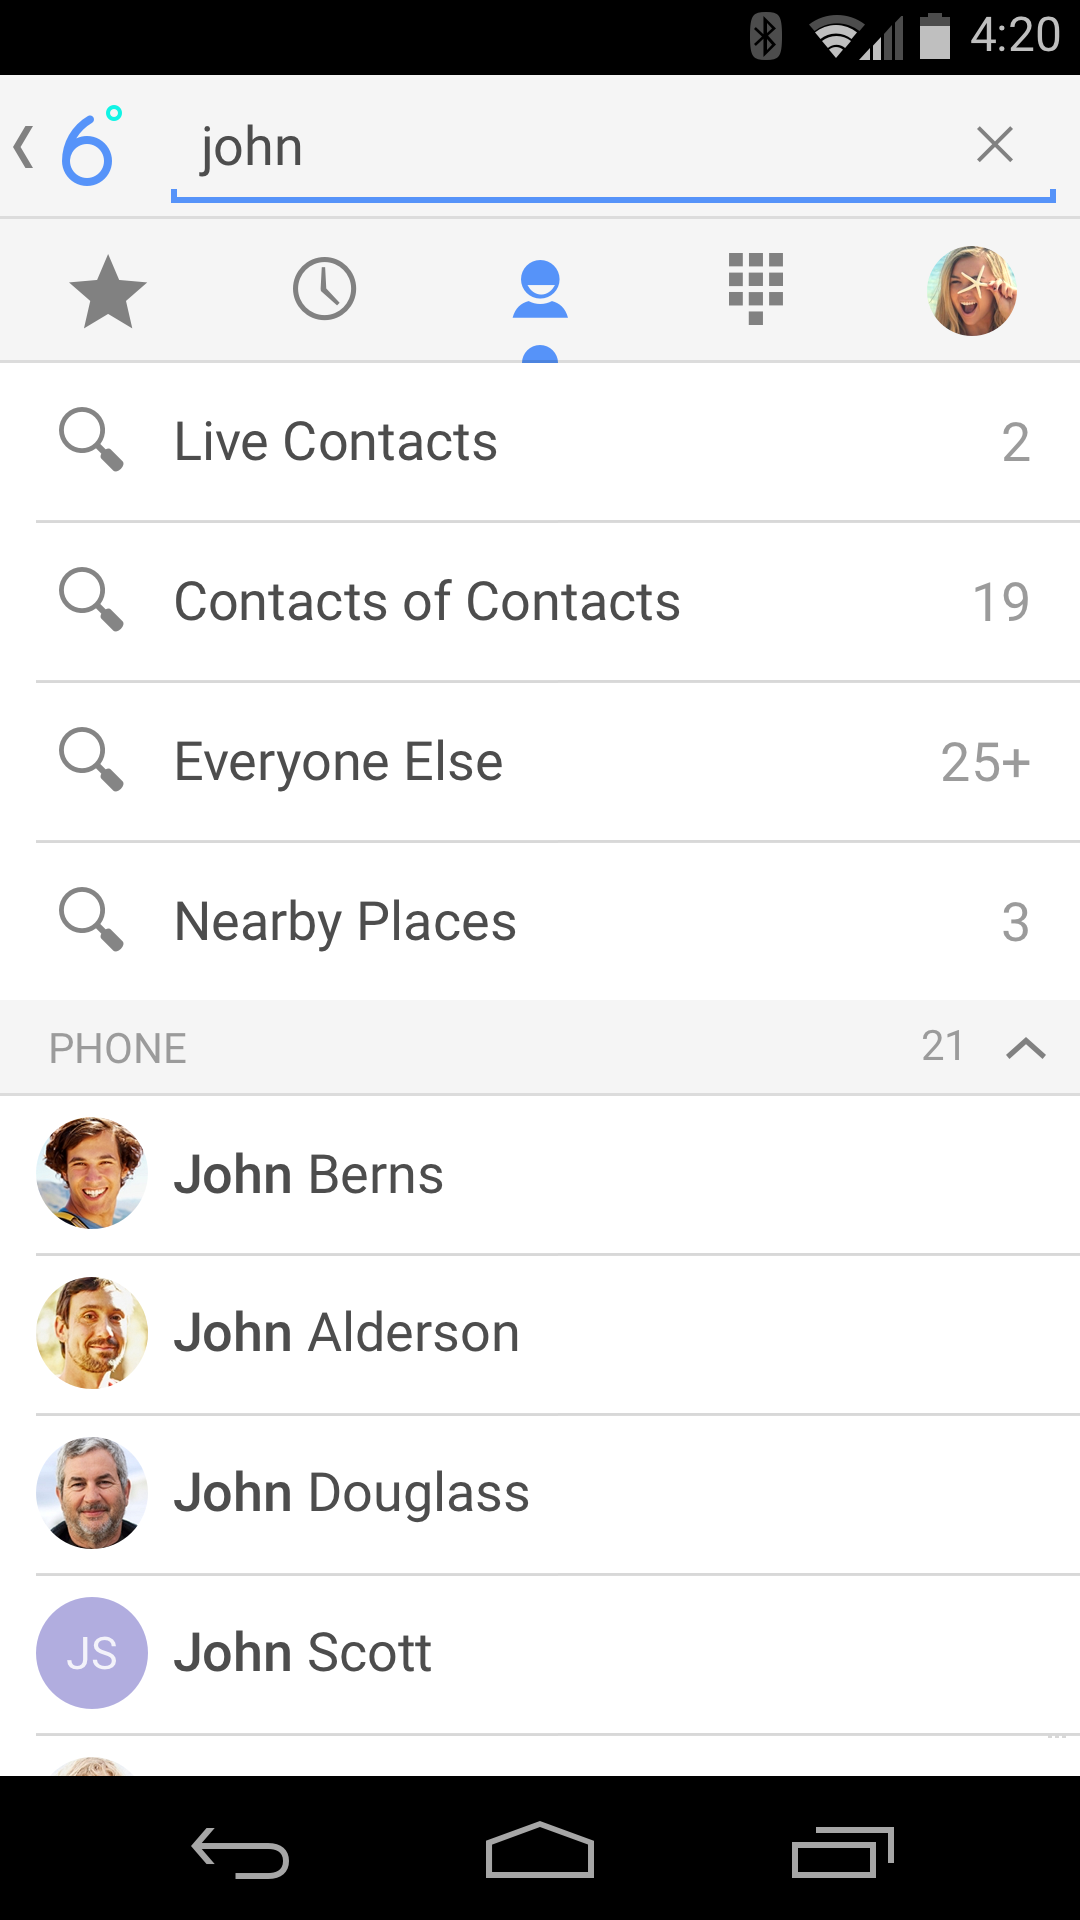 4:20
6°
john
Live Contacts 2
Contacts of Contacts 19
Everyone Else 25+
Nearby Places 3
PHONE 21
John Berns
John Alderson
John Douglass
JS John Scott